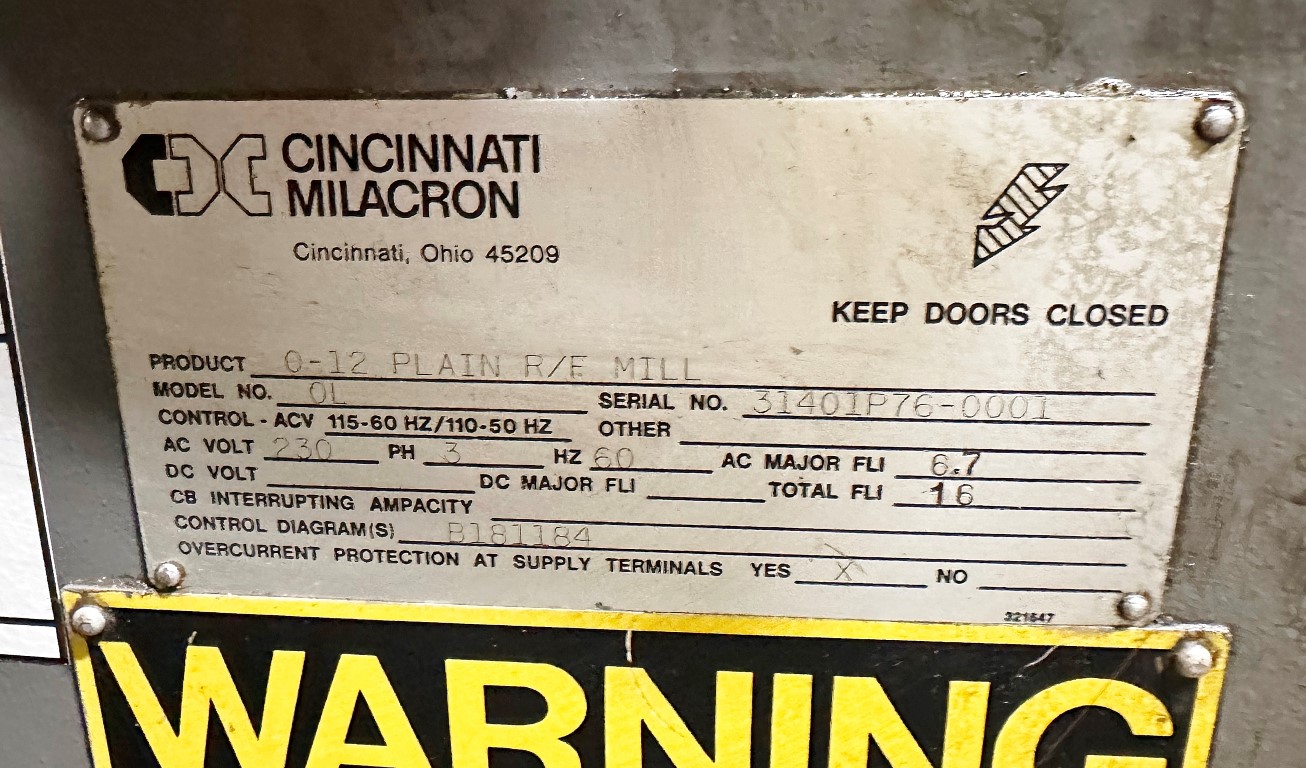 CINCINNATI
MILACRON
Cincinnati, Ohio 45209
KEEP DOORS CLOSED
PRODUCT 0-12 PLAIN R/E MILL
MODEL NO. 0L SERIAL NO. 31401P76-0001
CONTROL - ACV 115-60 HZ/110-50 HZ OTHER
AC VOLT 230 PH 3 HZ 60 AC MAJOR FLI 6.7
DC VOLT DC MAJOR FLI TOTAL FLI 16
CB INTERRUPTING AMPACITY
CONTROL DIAGRAM(S) B181184
OVERCURRENT PROTECTION AT SUPPLY TERMINALS YES X NO
321647
WARNING